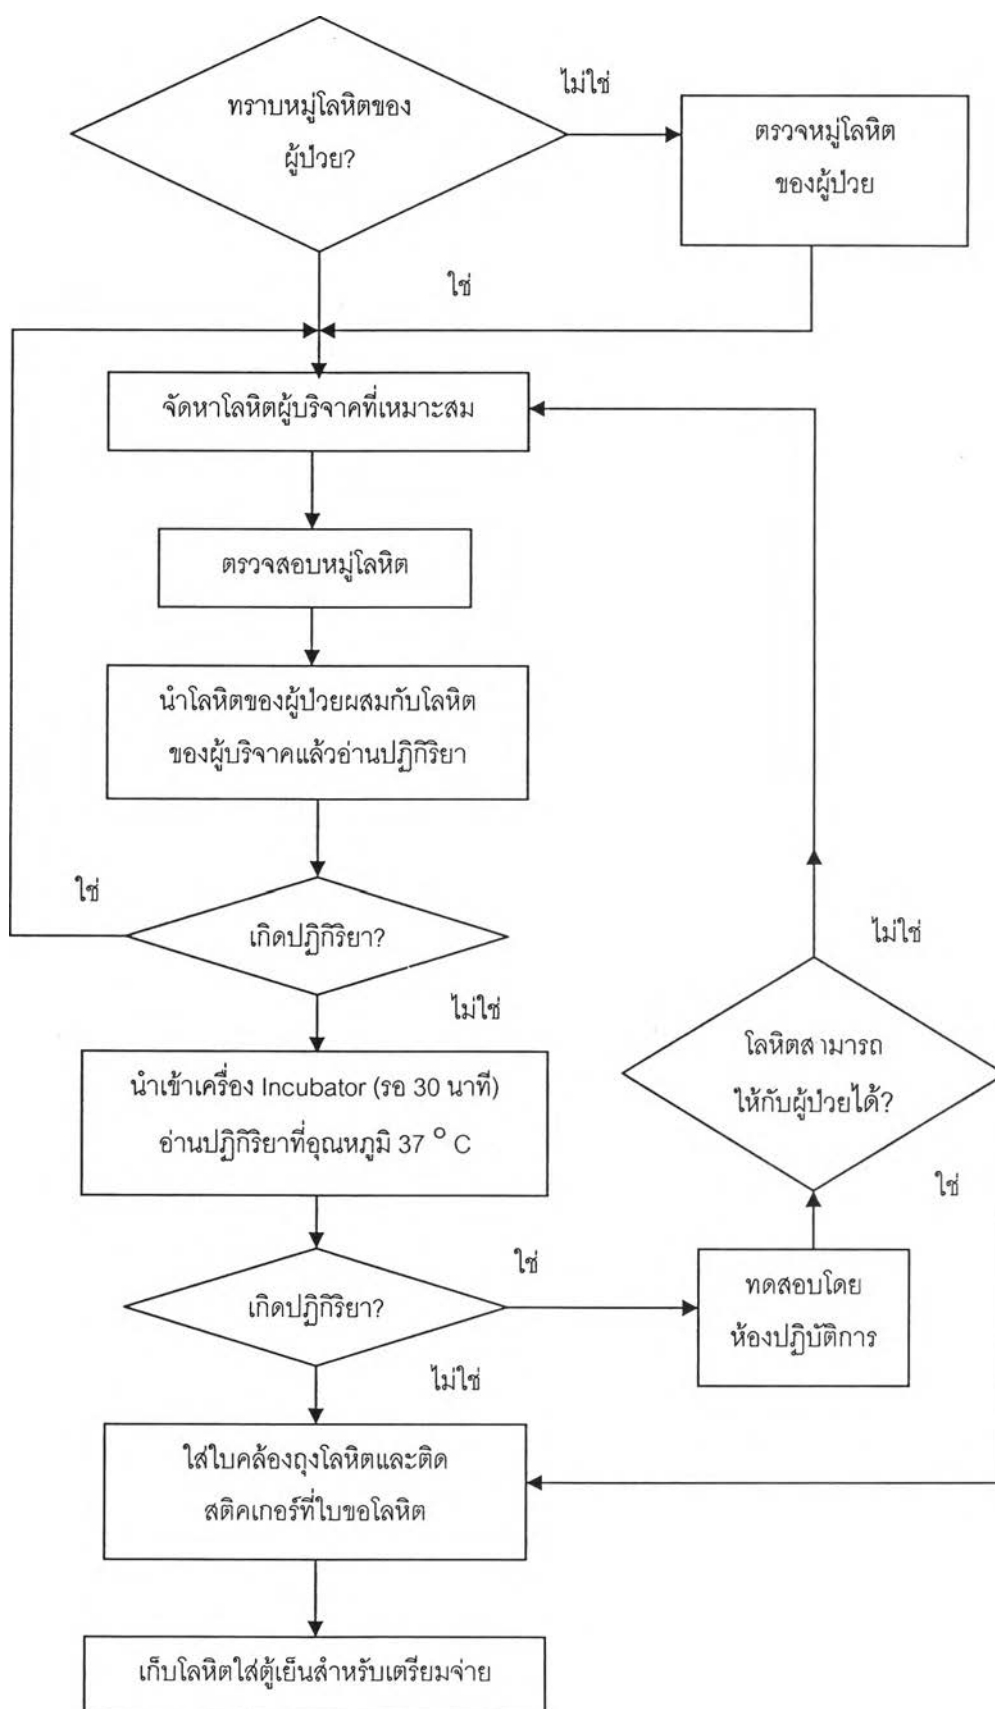 ทราบหมู่โลหิตของ
ผู้ป่วย?
ไม่ใช่
ตรวจหมู่โลหิต
ของผู้ป่วย
ใช่
จัดหาโลหิตผู้บริจาคที่เหมาะสม
ตรวจสอบหมู่โลหิต
นำโลหิตของผู้ป่วยผสมกับโลหิต
ของผู้บริจาคแล้วอ่านปฏิกิริยา
ใช่
เกิดปฏิกิริยา?
ไม่ใช่
นำเข้าเครื่อง Incubator (รอ 30 นาที)
อ่านปฏิกิริยาที่อุณหภูมิ 37 ° C
ไม่ใช่
โลหิตสามารถ
ให้กับผู้ป่วยได้?
ใช่
เกิดปฏิกิริยา?
ใช่
ทดสอบโดย
ห้องปฏิบัติการ
ไม่ใช่
ใส่ใบคล้องถุงโลหิตและติด
สติคเกอร์ที่ใบขอโลหิต
เก็บโลหิตใส่ตู้เย็นสำหรับเตรียมจ่าย